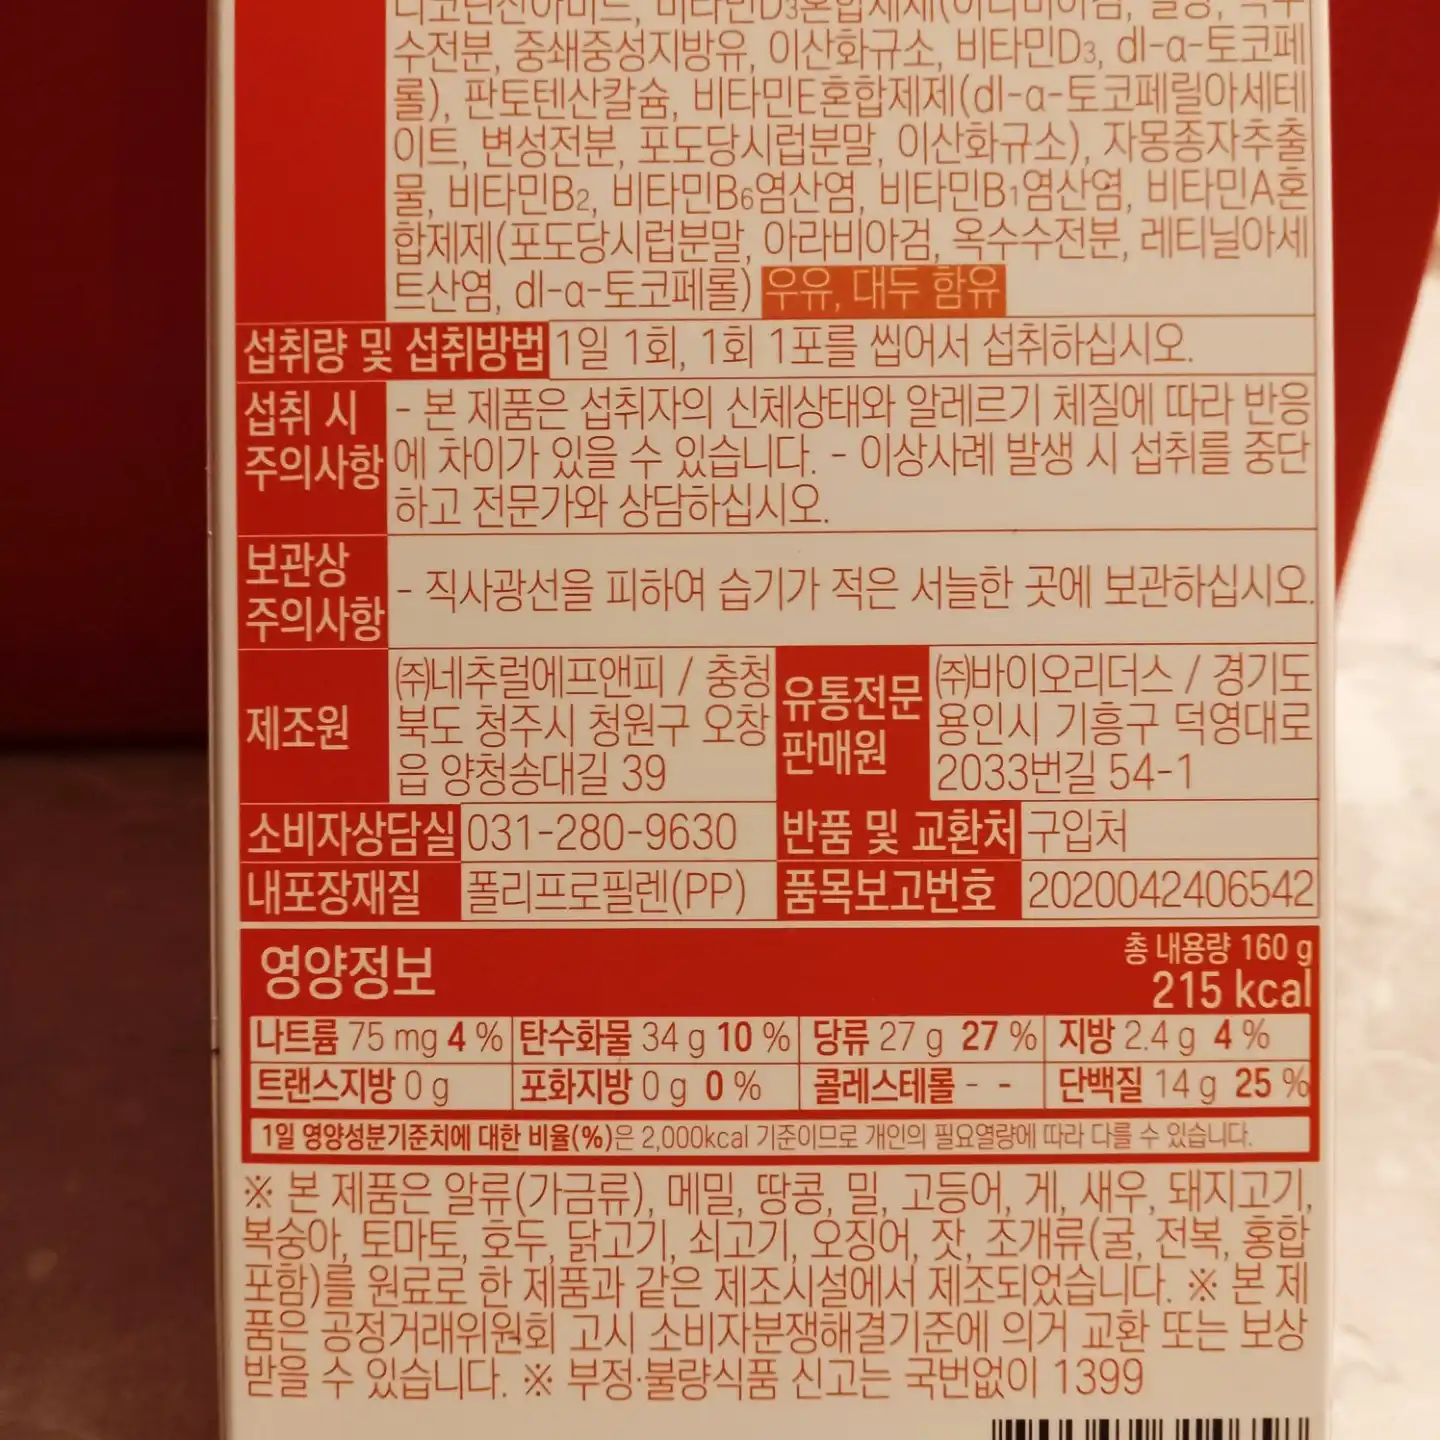 니코틴산아미드, 비타민D3혼합제제(아라비아검, 설탕, 옥수
수전분, 중쇄중성지방유, 이산화규소, 비타민D3, dl-α-토코페
롤), 판토텐산칼슘, 비타민E혼합제제(dl-α-토코페릴아세테
이트, 변성전분, 포도당시럽분말, 이산화규소), 자몽종자추출
물, 비타민B2, 비타민B6염산염, 비타민B1염산염, 비타민A혼
합제제(포도당시럽분말, 아라비아검, 옥수수전분, 레티닐아세
트산염, dl-α-토코페롤) 우유, 대두 함유
섭취량 및 섭취방법 1일 1회, 1회 1포를 씹어서 섭취하십시오.
섭취 시 - 본 제품은 섭취자의 신체상태와 알레르기 체질에 따라 반응
주의사항 에 차이가 있을 수 있습니다. - 이상사례 발생 시 섭취를 중단
하고 전문가와 상담하십시오.
보관상
주의사항
- 직사광선을 피하여 습기가 적은 서늘한 곳에 보관하십시오.
제조원
㈜네추럴에프앤피 / 충청
북도 청주시 청원구 오창
읍 양청송대길 39
유통전문
판매원
㈜바이오리더스 / 경기도
용인시 기흥구 덕영대로
2033번길 54-1
소비자상담실 031-280-9630 반품 및 교환처 구입처
내포장재질 폴리프로필렌(PP) 품목보고번호 2020042406542
영양정보
총 내용량 160 g
215 kcal
나트륨 75 mg 4 % 탄수화물 34 g 10 % 당류 27 g 27 % 지방 2.4 g 4 %
트랜스지방 0 g 포화지방 0 g 0 % 콜레스테롤 - - 단백질 14 g 25 %
1일 영양성분기준치에 대한 비율(%)은 2,000kcal 기준이므로 개인의 필요열량에 따라 다를 수 있습니다.
※ 본 제품은 알류(가금류), 메밀, 땅콩, 밀, 고등어, 게, 새우, 돼지고기,
복숭아, 토마토, 호두, 닭고기, 쇠고기, 오징어, 잣, 조개류(굴, 전복, 홍합
포함)를 원료로 한 제품과 같은 제조시설에서 제조되었습니다. ※ 본 제
품은 공정거래위원회 고시 소비자분쟁해결기준에 의거 교환 또는 보상
받을 수 있습니다. ※ 부정·불량식품 신고는 국번없이 1399